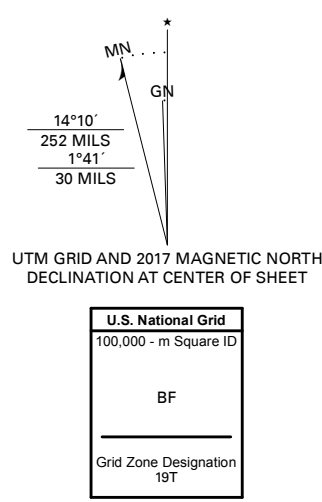 ★
MN
GN
14°10´
252 MILS
1°41´
30 MILS
UTM GRID AND 2017 MAGNETIC NORTH
DECLINATION AT CENTER OF SHEET
U.S. National Grid
100,000 - m Square ID
BF
Grid Zone Designation
19T